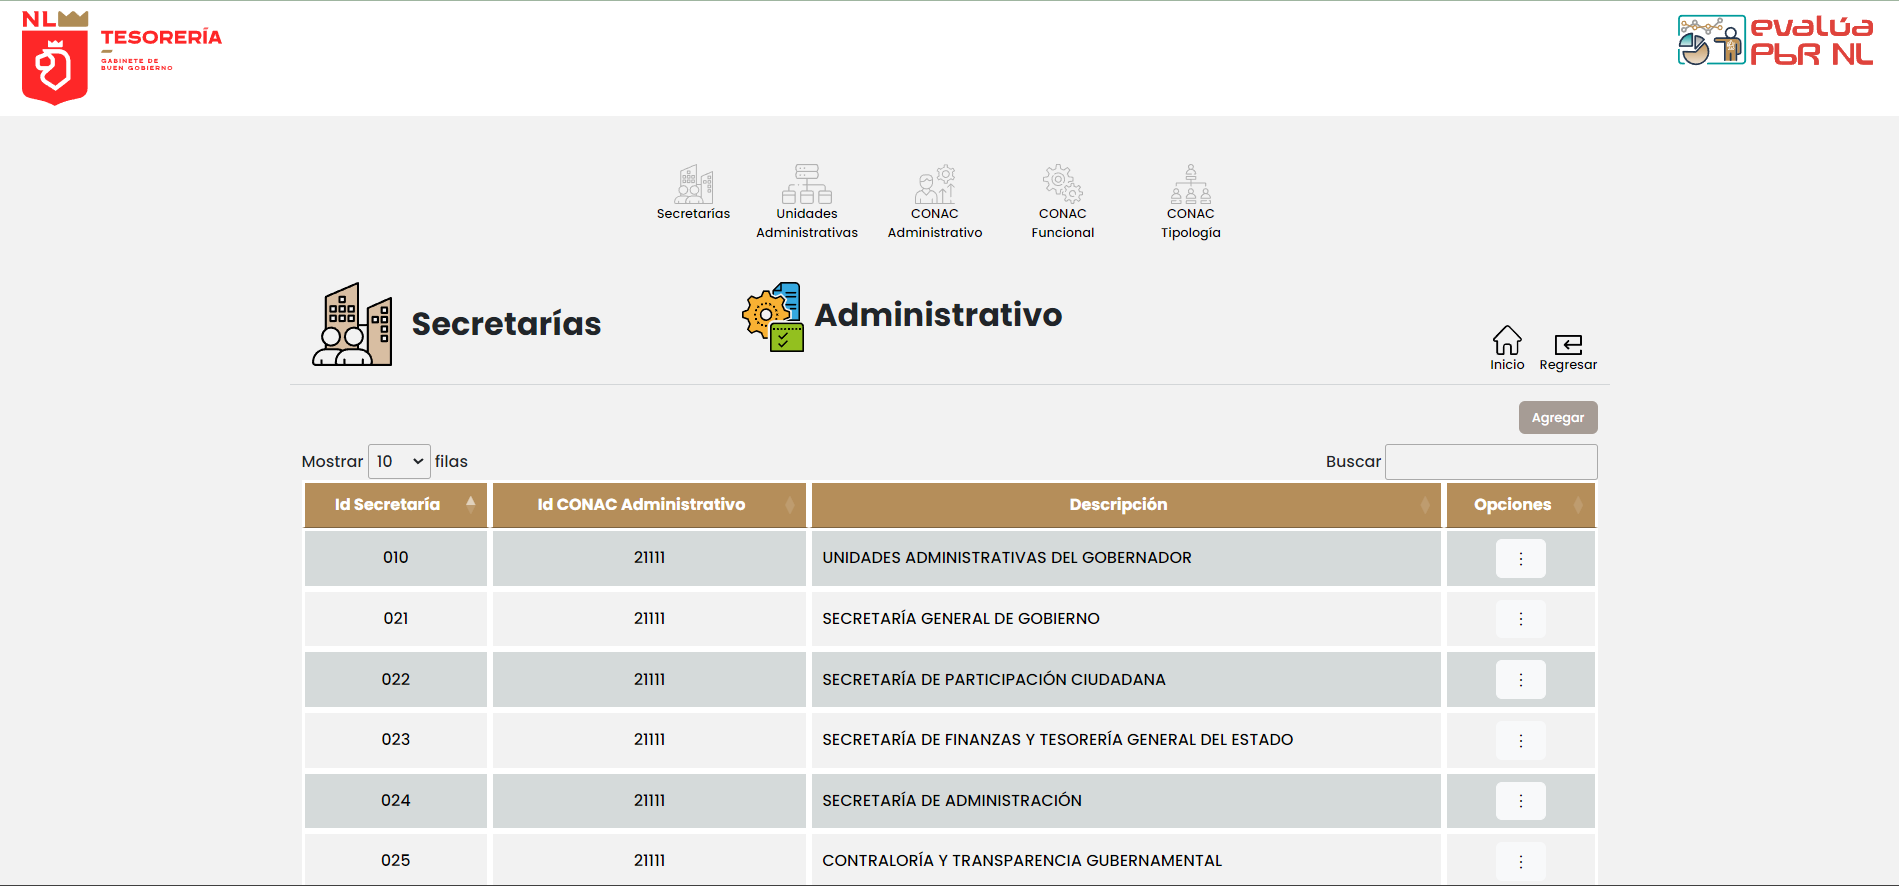 NL
TESORERÍA
GABINETE DE
BUEN GOBIERNO
evalúa
PbR NL
Secretarías
Unidades
Administrativas
CONAC
Administrativo
CONAC
Funcional
CONAC
Tipología
Secretarías
Administrativo
Inicio
Regresar
Agregar
Mostrar 10 filas
Buscar
Id Secretaría Id CONAC Administrativo Descripción Opciones
010 21111 UNIDADES ADMINISTRATIVAS DEL GOBERNADOR
021 21111 SECRETARÍA GENERAL DE GOBIERNO
022 21111 SECRETARÍA DE PARTICIPACIÓN CIUDADANA
023 21111 SECRETARÍA DE FINANZAS Y TESORERÍA GENERAL DEL ESTADO
024 21111 SECRETARÍA DE ADMINISTRACIÓN
025 21111 CONTRALORÍA Y TRANSPARENCIA GUBERNAMENTAL